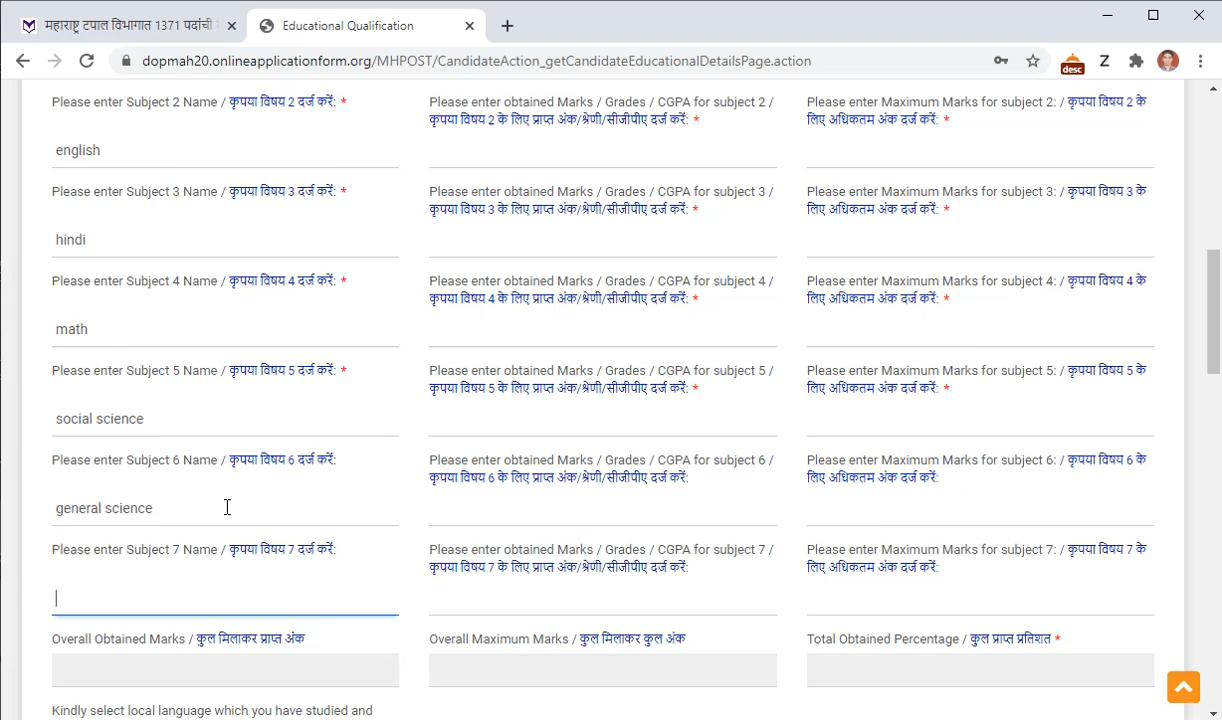 महाराष्ट्र टपाल विभागात 1371 पदांची
Educational Qualification
dopmah20.onlineapplicationform.org/MHPOST/CandidateAction_getCandidateEducationalDetailsPage.action
desc
Z
Please enter Subject 2 Name / कृपया विषय 2 दर्ज करें: *
Please enter obtained Marks / Grades / CGPA for subject 2 /
कृपया विषय 2 के लिए प्राप्त अंक/श्रेणी/सीजीपीए दर्ज करें: *
Please enter Maximum Marks for subject 2: / कृपया विषय 2 के
लिए अधिकतम अंक दर्ज करें: *
english
Please enter Subject 3 Name / कृपया विषय 3 दर्ज करें: *
Please enter obtained Marks / Grades / CGPA for subject 3 /
कृपया विषय 3 के लिए प्राप्त अंक/श्रेणी/सीजीपीए दर्ज करें: *
Please enter Maximum Marks for subject 3: / कृपया विषय 3 के
लिए अधिकतम अंक दर्ज करें: *
hindi
Please enter Subject 4 Name / कृपया विषय 4 दर्ज करें: *
Please enter obtained Marks / Grades / CGPA for subject 4 /
कृपया विषय 4 के लिए प्राप्त अंक/श्रेणी/सीजीपीए दर्ज करें: *
Please enter Maximum Marks for subject 4: / कृपया विषय 4 के
लिए अधिकतम अंक दर्ज करें: *
math
Please enter Subject 5 Name / कृपया विषय 5 दर्ज करें: *
Please enter obtained Marks / Grades / CGPA for subject 5 /
कृपया विषय 5 के लिए प्राप्त अंक/श्रेणी/सीजीपीए दर्ज करें: *
Please enter Maximum Marks for subject 5: / कृपया विषय 5 के
लिए अधिकतम अंक दर्ज करें: *
social science
Please enter Subject 6 Name / कृपया विषय 6 दर्ज करें:
Please enter obtained Marks / Grades / CGPA for subject 6 /
कृपया विषय 6 के लिए प्राप्त अंक/श्रेणी/सीजीपीए दर्ज करें:
Please enter Maximum Marks for subject 6: / कृपया विषय 6 के
लिए अधिकतम अंक दर्ज करें:
general science
Please enter Subject 7 Name / कृपया विषय 7 दर्ज करें:
Please enter obtained Marks / Grades / CGPA for subject 7 /
कृपया विषय 7 के लिए प्राप्त अंक/श्रेणी/सीजीपीए दर्ज करें:
Please enter Maximum Marks for subject 7: / कृपया विषय 7 के
लिए अधिकतम अंक दर्ज करें:
Overall Obtained Marks / कुल मिलाकर प्राप्त अंक
Overall Maximum Marks / कुल मिलाकर कुल अंक
Total Obtained Percentage / कुल प्राप्त प्रतिशत *
Kindly select local language which you have studied and